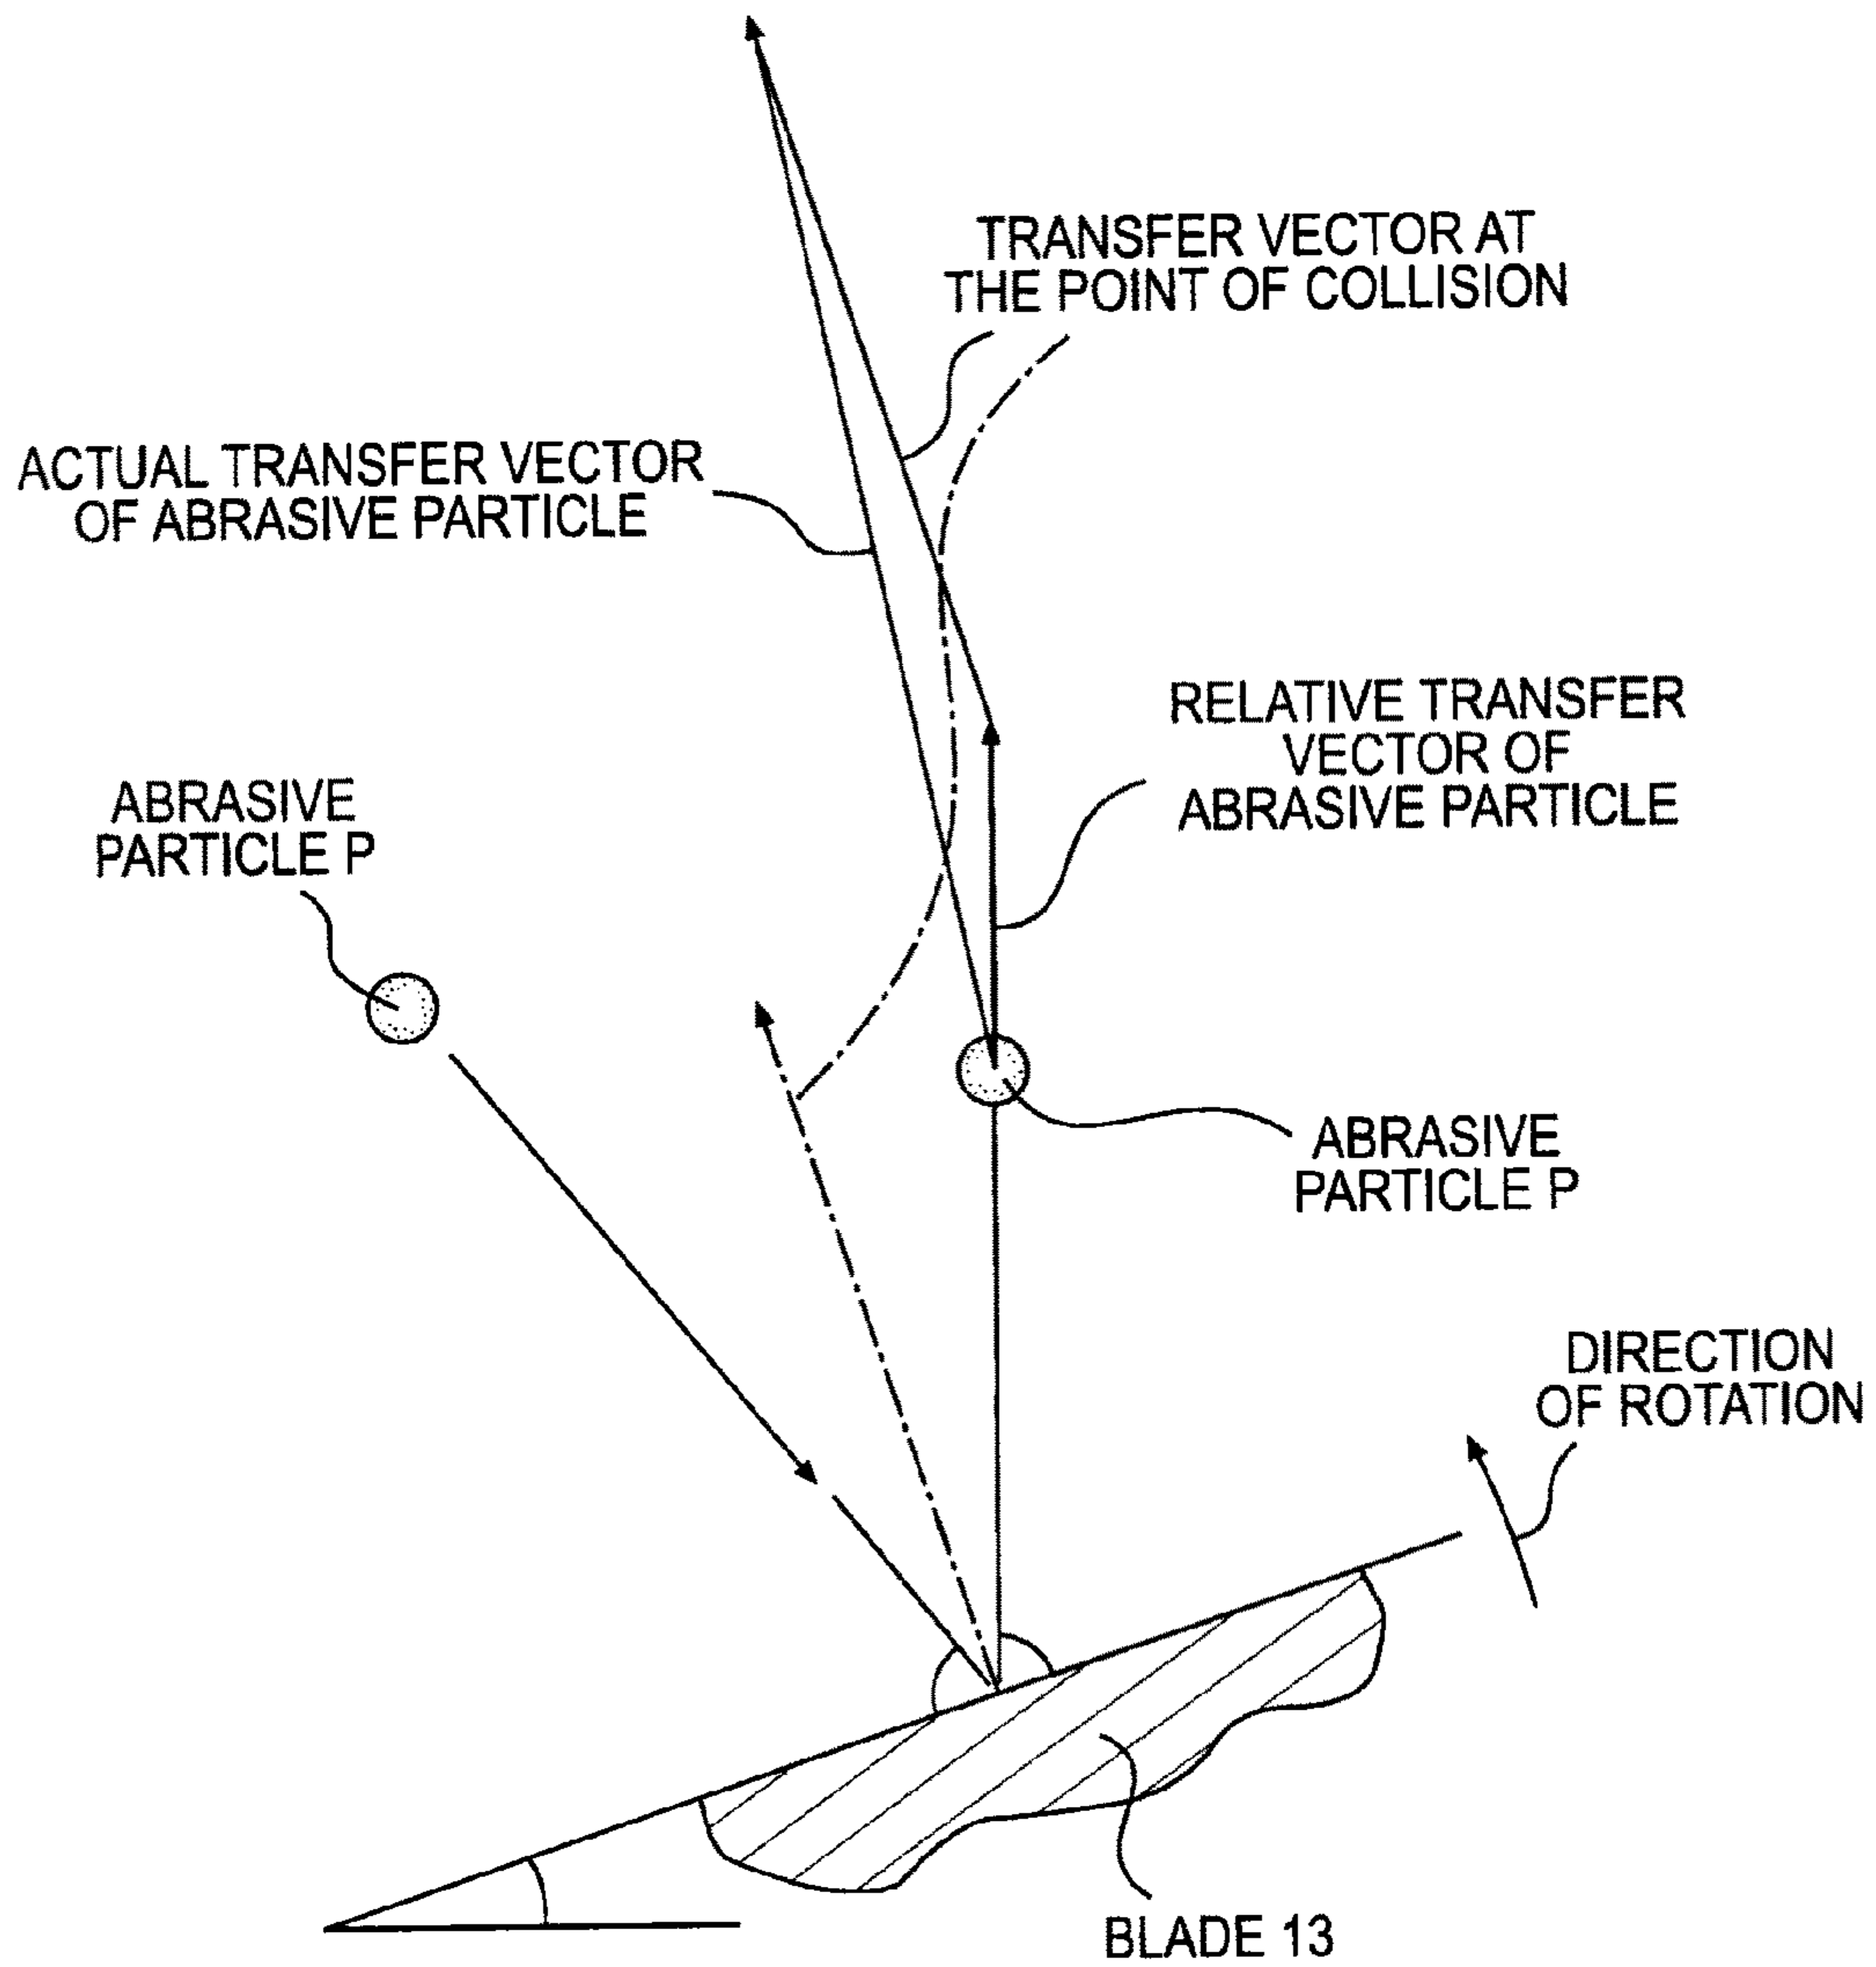 TRANSFER VECTOR AT
THE POINT OF COLLISION
ACTUAL TRANSFER VECTOR
OF ABRASIVE PARTICLE
RELATIVE TRANSFER
VECTOR OF
ABRASIVE PARTICLE
ABRASIVE
PARTICLE P
ABRASIVE
PARTICLE P
DIRECTION
OF ROTATION
BLADE 13